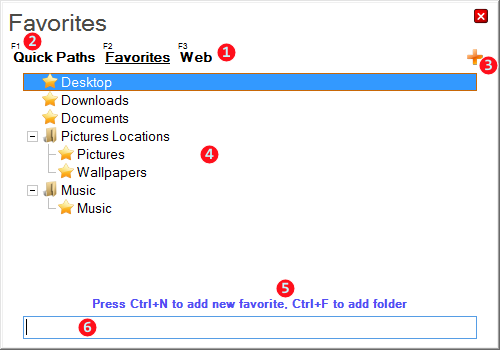 Favorites
F1 2 F2 F3
Quick Paths Favorites Web 1
3
Desktop
Downloads
Documents
Pictures Locations
Pictures 4
Wallpapers
Music
Music
5
Press Ctrl+N to add new favorite, Ctrl+F to add folder
6